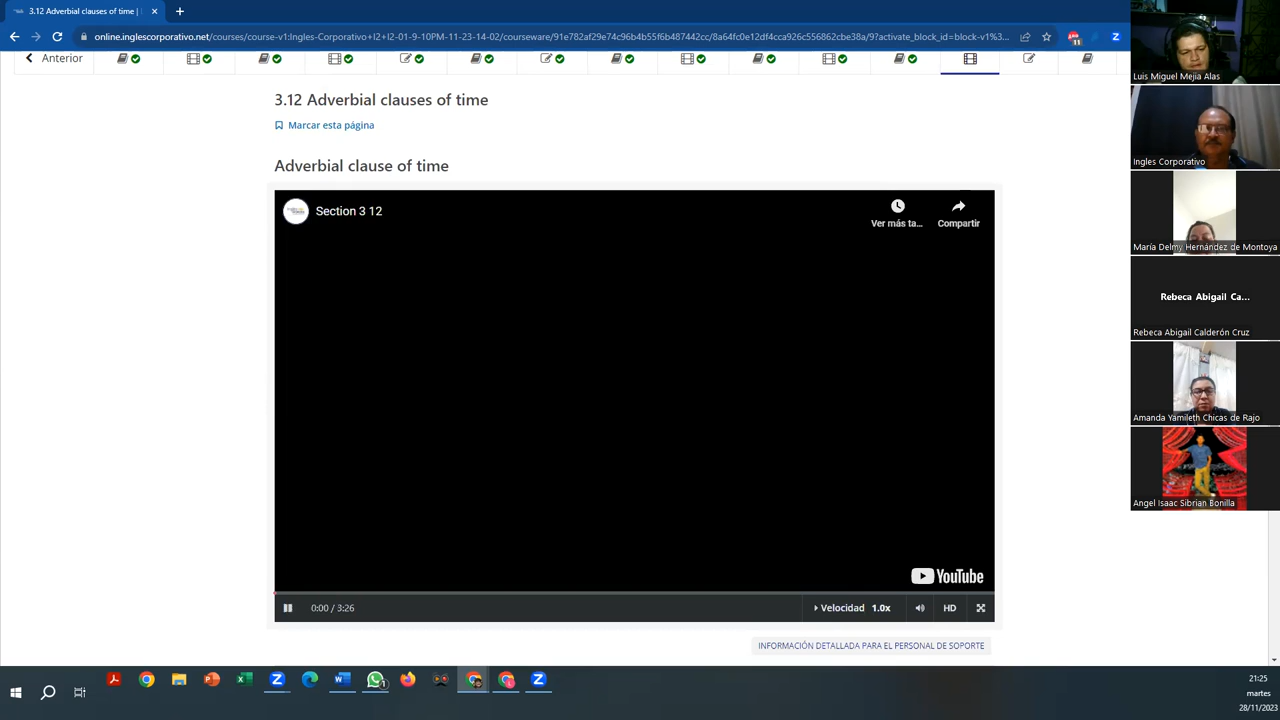 3.12 Adverbial clauses of time |
online.inglescorporativo.net/courses/course-v1:Ingles-Corporativo+I2+I2-01-9-10PM-11-23-14-02/courseware/91e782af29e74c96b4b55f6b487442cc/8a64fc0e12df4cca926c556862cbe38a/9?activate_block_id=block-v1%3...
11
Anterior
3.12 Adverbial clauses of time
Marcar esta página
Adverbial clause of time
Section 3 12
Ver más ta...
Compartir
YouTube
0:00 / 3:26
Velocidad 1.0x
HD
INFORMACIÓN DETALLADA PARA EL PERSONAL DE SOPORTE
Luis Miguel Mejia Alas
Ingles Corporativo
María Delmy Hernández de Montoya
Rebeca Abigail Ca...
Rebeca Abigail Calderón Cruz
Amanda Yamileth Chicas de Rajo
Angel Isaac Sibrian Bonilla
1
21:25
martes
28/11/2023